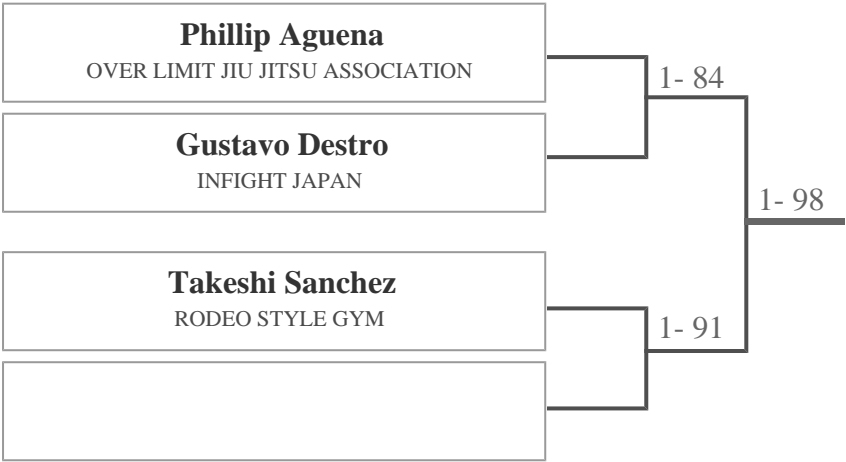 Phillip Aguena
OVER LIMIT JIU JITSU ASSOCIATION
1- 84
Gustavo Destro
INFIGHT JAPAN
1- 98
Takeshi Sanchez
RODEO STYLE GYM
1- 91